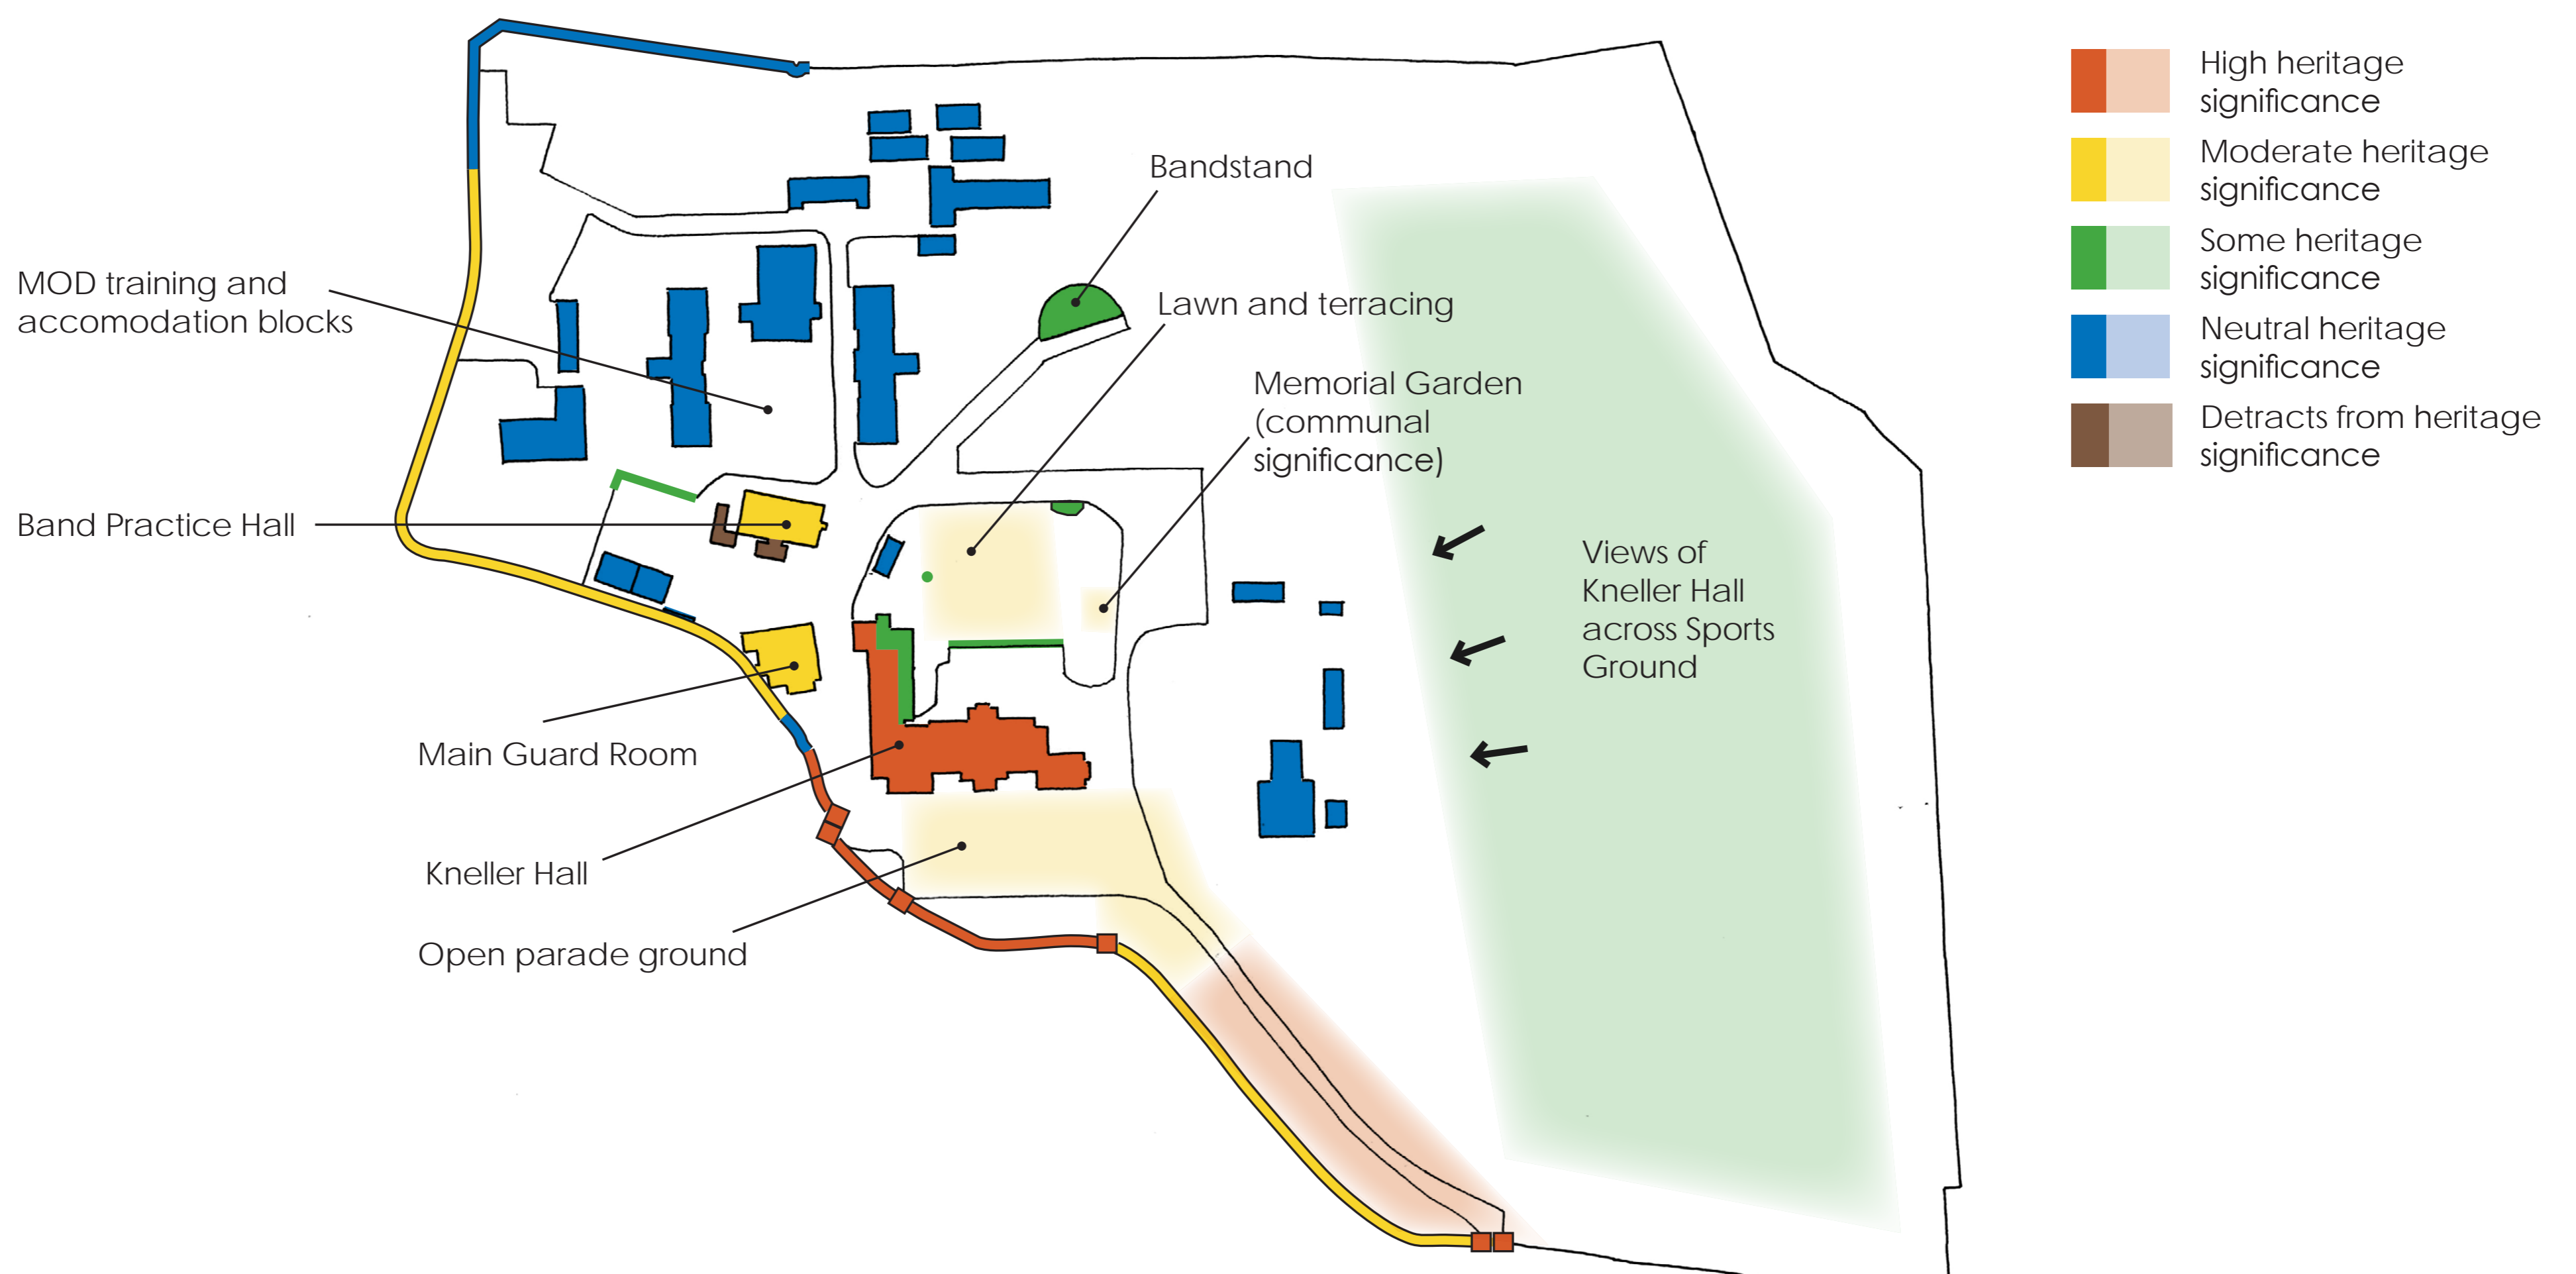 High heritage
significance
Moderate heritage
significance
Some heritage
significance
Neutral heritage
significance
Detracts from heritage
significance
Bandstand
MOD training and
accomodation blocks
Lawn and terracing
Memorial Garden
(communal
significance)
Band Practice Hall
Views of
Kneller Hall
across Sports
Ground
Main Guard Room
Kneller Hall
Open parade ground